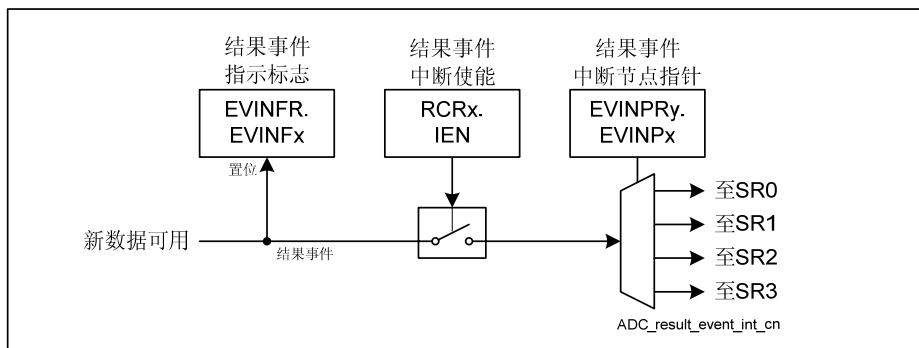 结果事件
指示标志
EVINFR.
EVINFx
置位
结果事件
中断使能
RCRx.
IEN
结果事件
中断节点指针
EVINPRy.
EVINPx
新数据可用
结果事件
至SR0
至SR1
至SR2
至SR3
ADC_result_event_int_cn